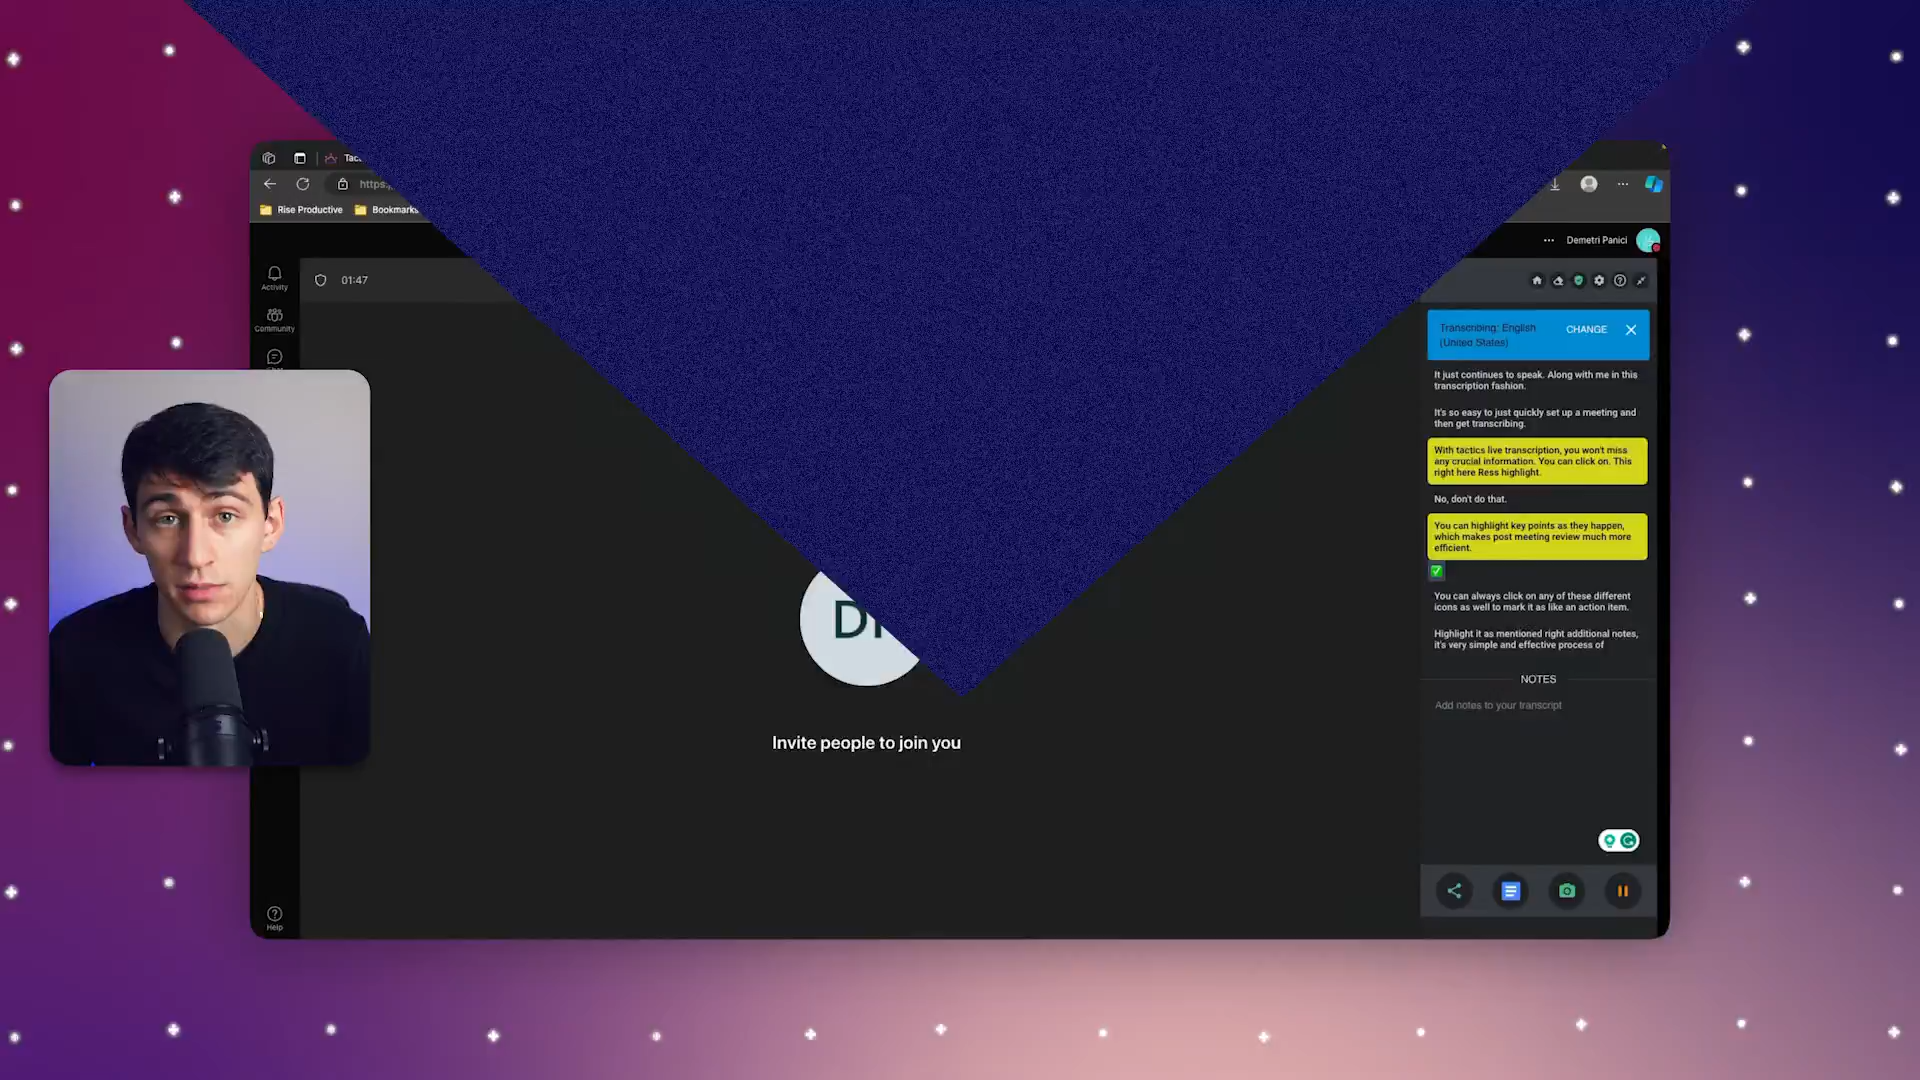 Rise Productive
Bookmarks
Demetri Panici
Activity
01:47
Community
Transcribing: English
(United States)
CHANGE
It just continues to speak. Along with me in this
transcription fashion.
It's so easy to just quickly set up a meeting and
then get transcribing.
With tactics live transcription, you won't miss
any crucial information. You can click on. This
right here Ress highlight.
No, don't do that.
You can highlight key points as they happen,
which makes post meeting review much more
efficient.
You can always click on any of these different
icons as well to mark it as like an action item.
Highlight it as mentioned right additional notes,
it's very simple and effective process of
NOTES
Add notes to your transcript
Invite people to join you
Help